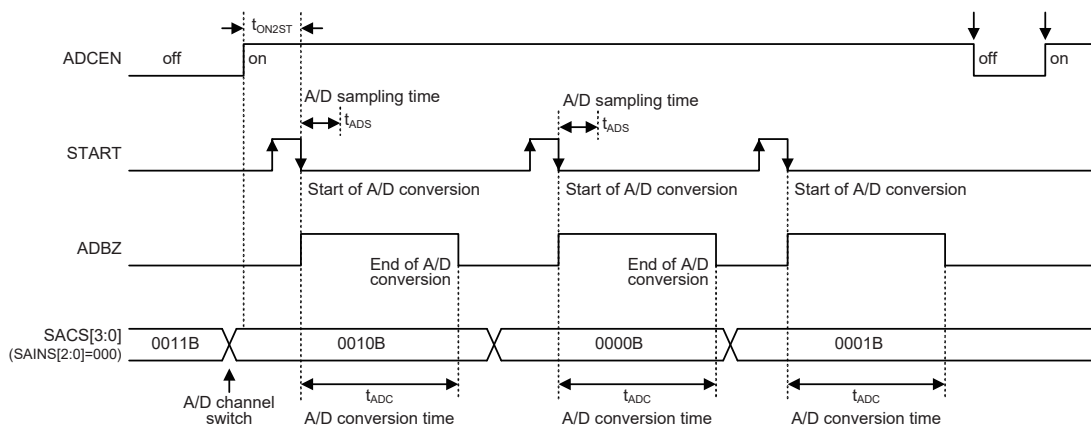 tON2ST
ADCEN
off
on
off
on
A/D sampling time
tADS
A/D sampling time
tADS
START
Start of A/D conversion
Start of A/D conversion
Start of A/D conversion
ADBZ
End of A/D
conversion
End of A/D
conversion
SACS[3:0]
(SAINS[2:0]=000)
0011B
0010B
0000B
0001B
A/D channel
switch
tADC
A/D conversion time
tADC
A/D conversion time
tADC
A/D conversion time